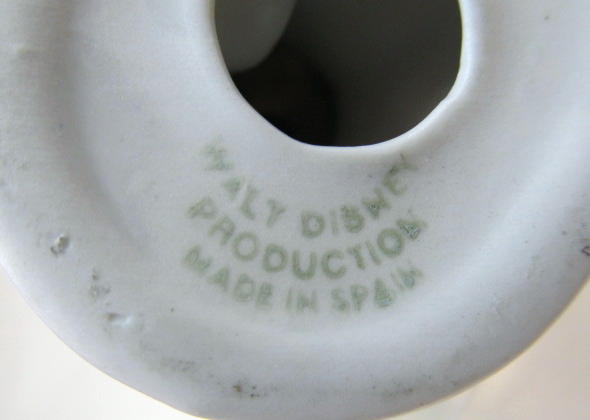 WALT DISNEY
PRODUCTION
MADE IN SPAIN